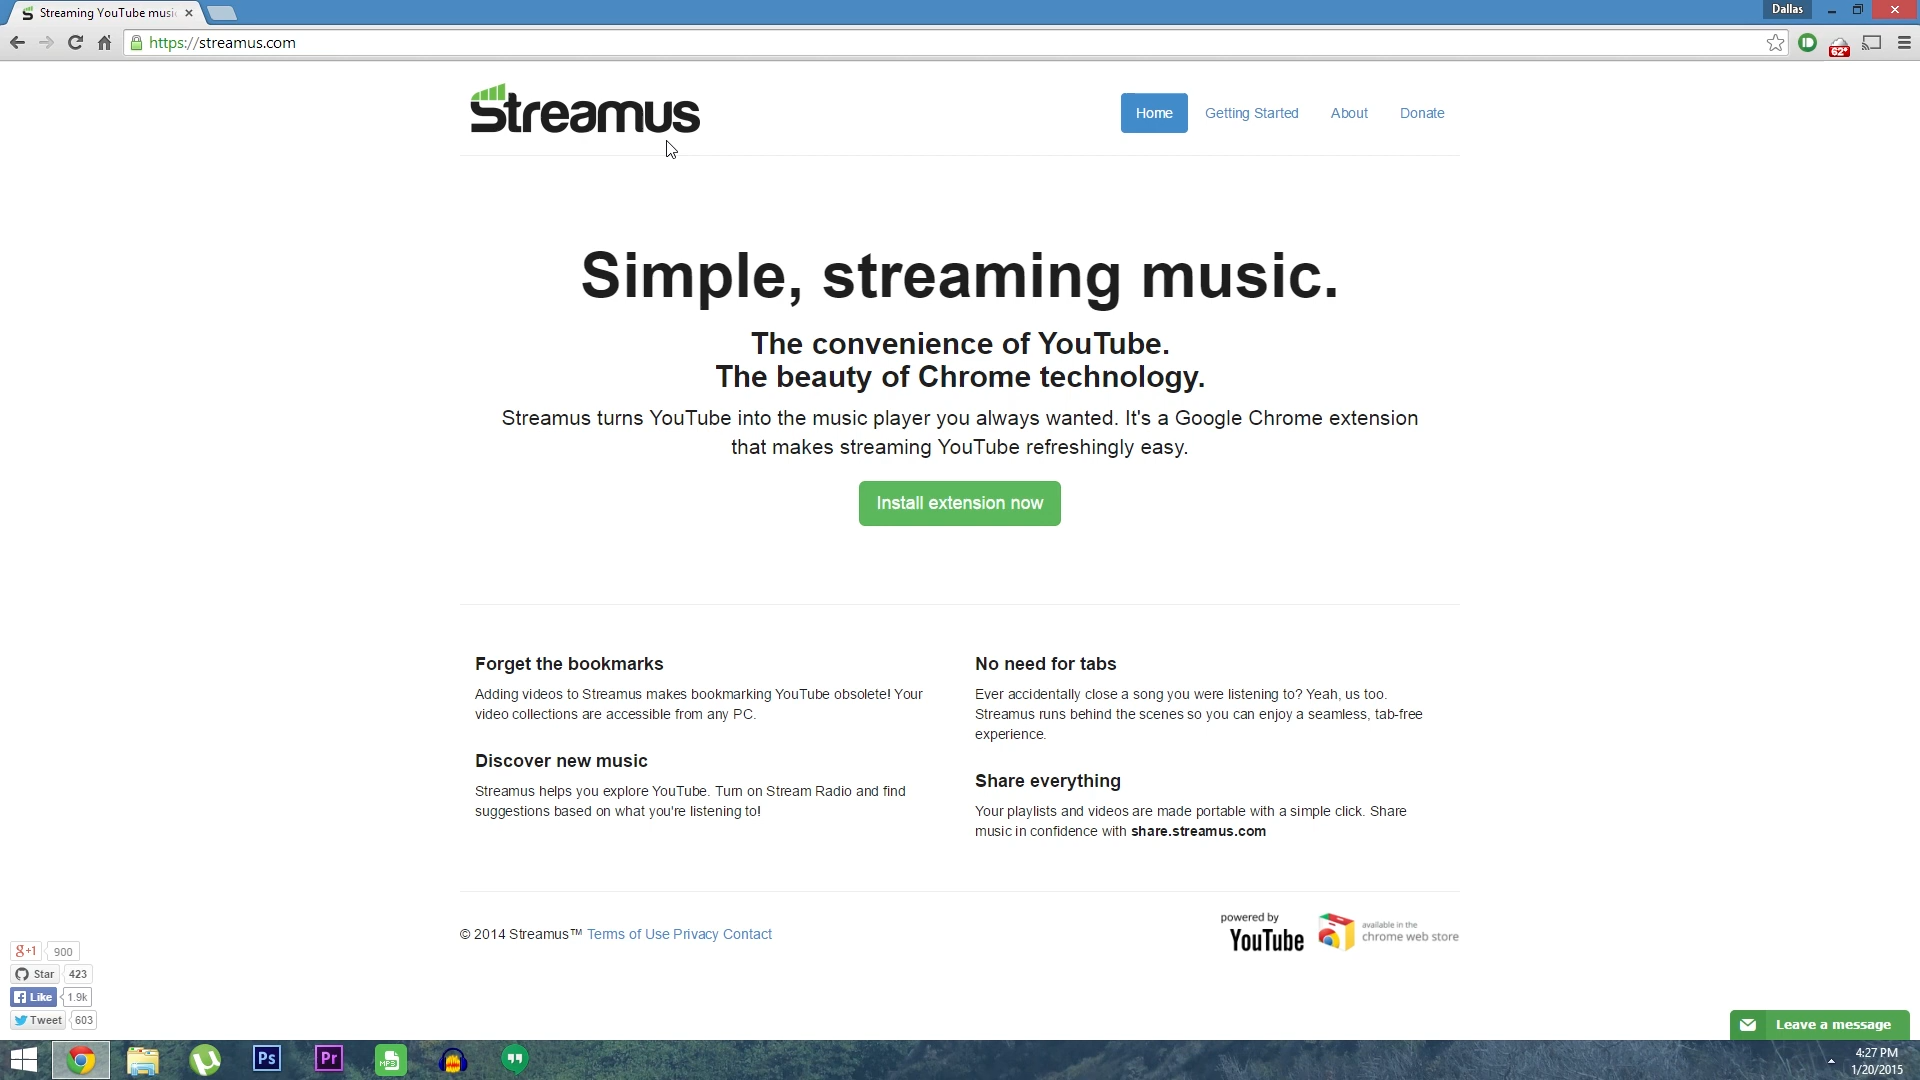 Streaming YouTube musi
Dallas
https://streamus.com
62°
Streamus
Home
Getting Started
About
Donate
Simple, streaming music.
The convenience of YouTube.
The beauty of Chrome technology.
Streamus turns YouTube into the music player you always wanted. It's a Google Chrome extension
that makes streaming YouTube refreshingly easy.
Install extension now
Forget the bookmarks
Adding videos to Streamus makes bookmarking YouTube obsolete! Your
video collections are accessible from any PC.
Discover new music
Streamus helps you explore YouTube. Turn on Stream Radio and find
suggestions based on what you're listening to!
No need for tabs
Ever accidentally close a song you were listening to? Yeah, us too.
Streamus runs behind the scenes so you can enjoy a seamless, tab-free
experience.
Share everything
Your playlists and videos are made portable with a simple click. Share
music in confidence with share.streamus.com
© 2014 Streamus™ Terms of Use Privacy Contact
powered by
YouTube
available in the
chrome web store
g+1 900
Star 423
Like 1.9k
Tweet 603
Leave a message
Ps
Pr
MP3
4:27 PM
1/20/2015